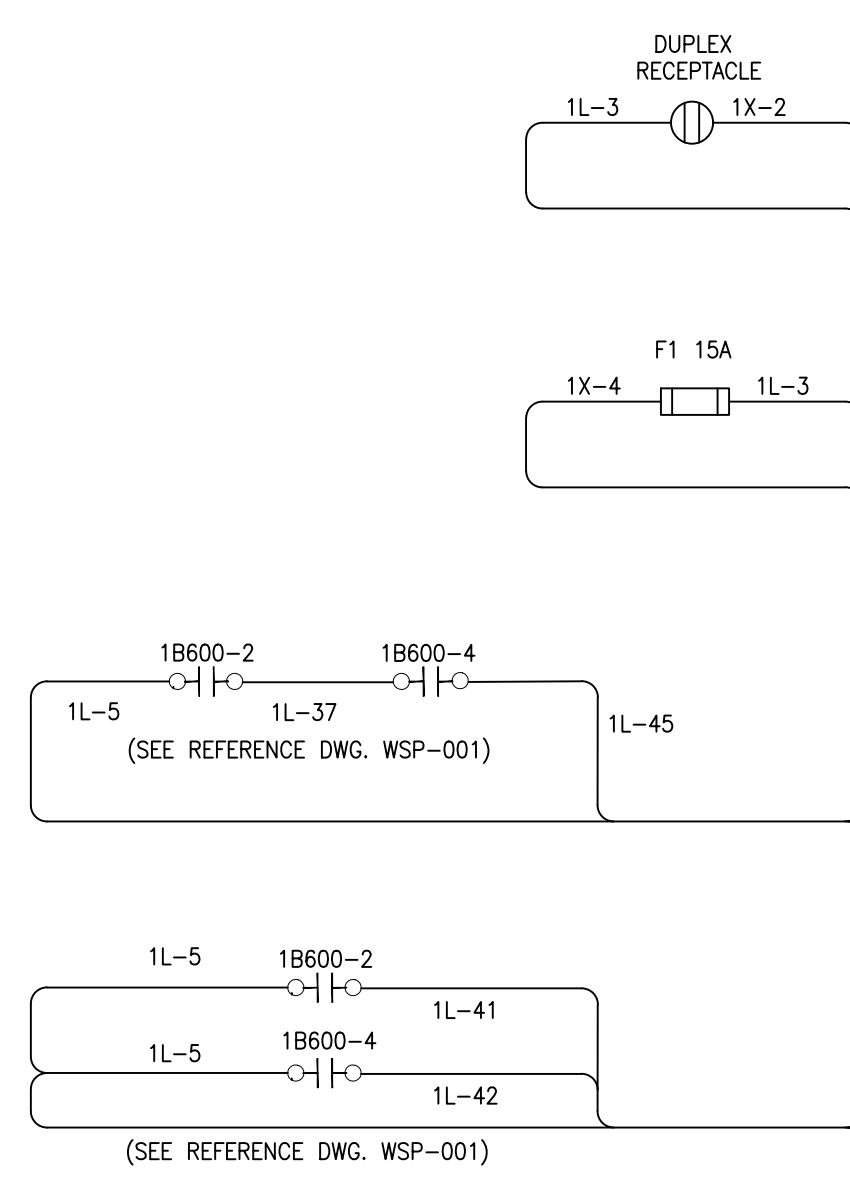 DUPLEX
RECEPTACLE
1L-3
1X-2
F1 15A
1X-4
1L-3
1B600-2
1B600-4
1L-5
1L-37
1L-45
(SEE REFERENCE DWG. WSP-001)
1L-5
1B600-2
1L-41
1L-5
1B600-4
1L-42
(SEE REFERENCE DWG. WSP-001)